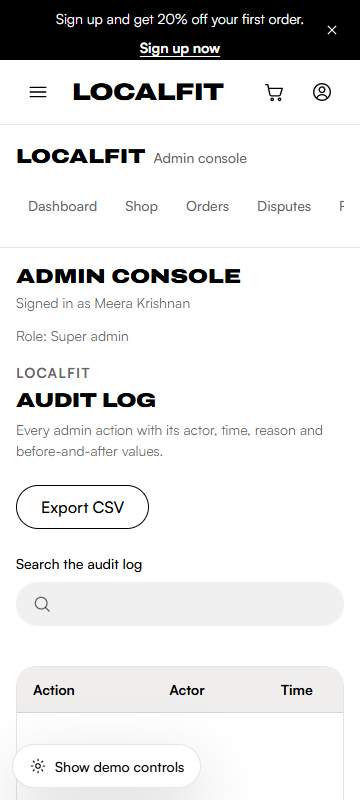 Sign up and get 20% off your first order.
Sign up now
LOCALFIT
LOCALFIT Admin console
Dashboard Shop Orders Disputes
ADMIN CONSOLE
Signed in as Meera Krishnan
Role: Super admin
LOCALFIT
AUDIT LOG
Every admin action with its actor, time, reason and
before-and-after values.
Export CSV
Search the audit log
Action Actor Time
Show demo controls